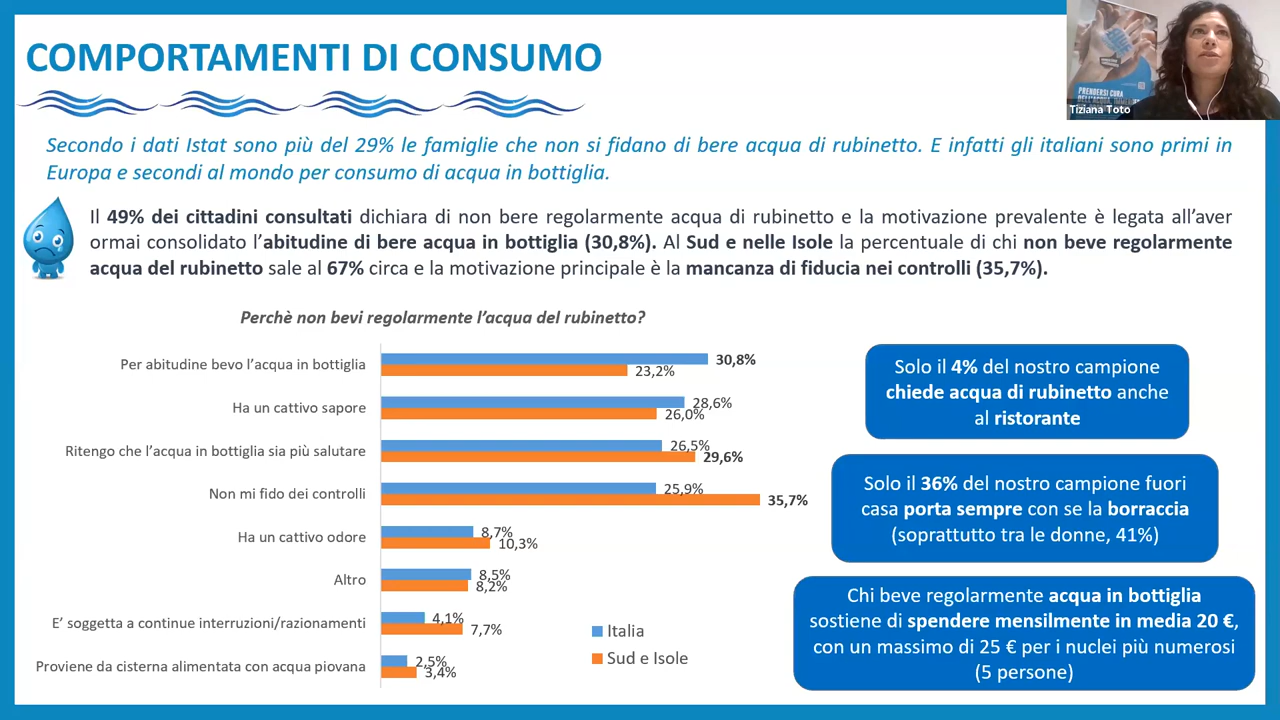 COMPORTAMENTI DI CONSUMO
PRENDERSI CURA
Tiziana Toto
Secondo i dati Istat sono più del 29% le famiglie che non si fidano di bere acqua di rubinetto. E infatti gli italiani sono primi in
Europa e secondi al mondo per consumo di acqua in bottiglia.
Il 49% dei cittadini consultati dichiara di non bere regolarmente acqua di rubinetto e la motivazione prevalente è legata all’aver
ormai consolidato l’abitudine di bere acqua in bottiglia (30,8%). Al Sud e nelle Isole la percentuale di chi non beve regolarmente
acqua del rubinetto sale al 67% circa e la motivazione principale è la mancanza di fiducia nei controlli (35,7%).
Perchè non bevi regolarmente l’acqua del rubinetto?
Per abitudine bevo l’acqua in bottiglia
30,8%
23,2%
Ha un cattivo sapore
28,6%
26,0%
Ritengo che l’acqua in bottiglia sia più salutare
26,5%
29,6%
Non mi fido dei controlli
25,9%
35,7%
Ha un cattivo odore
8,7%
10,3%
Altro
8,5%
8,2%
E’ soggetta a continue interruzioni/razionamenti
4,1%
7,7%
Proviene da cisterna alimentata con acqua piovana
2,5%
3,4%
Italia
Sud e Isole
Solo il 4% del nostro campione
chiede acqua di rubinetto anche
al ristorante
Solo il 36% del nostro campione fuori
casa porta sempre con se la borraccia
(soprattutto tra le donne, 41%)
Chi beve regolarmente acqua in bottiglia
sostiene di spendere mensilmente in media 20 €,
con un massimo di 25 € per i nuclei più numerosi
(5 persone)